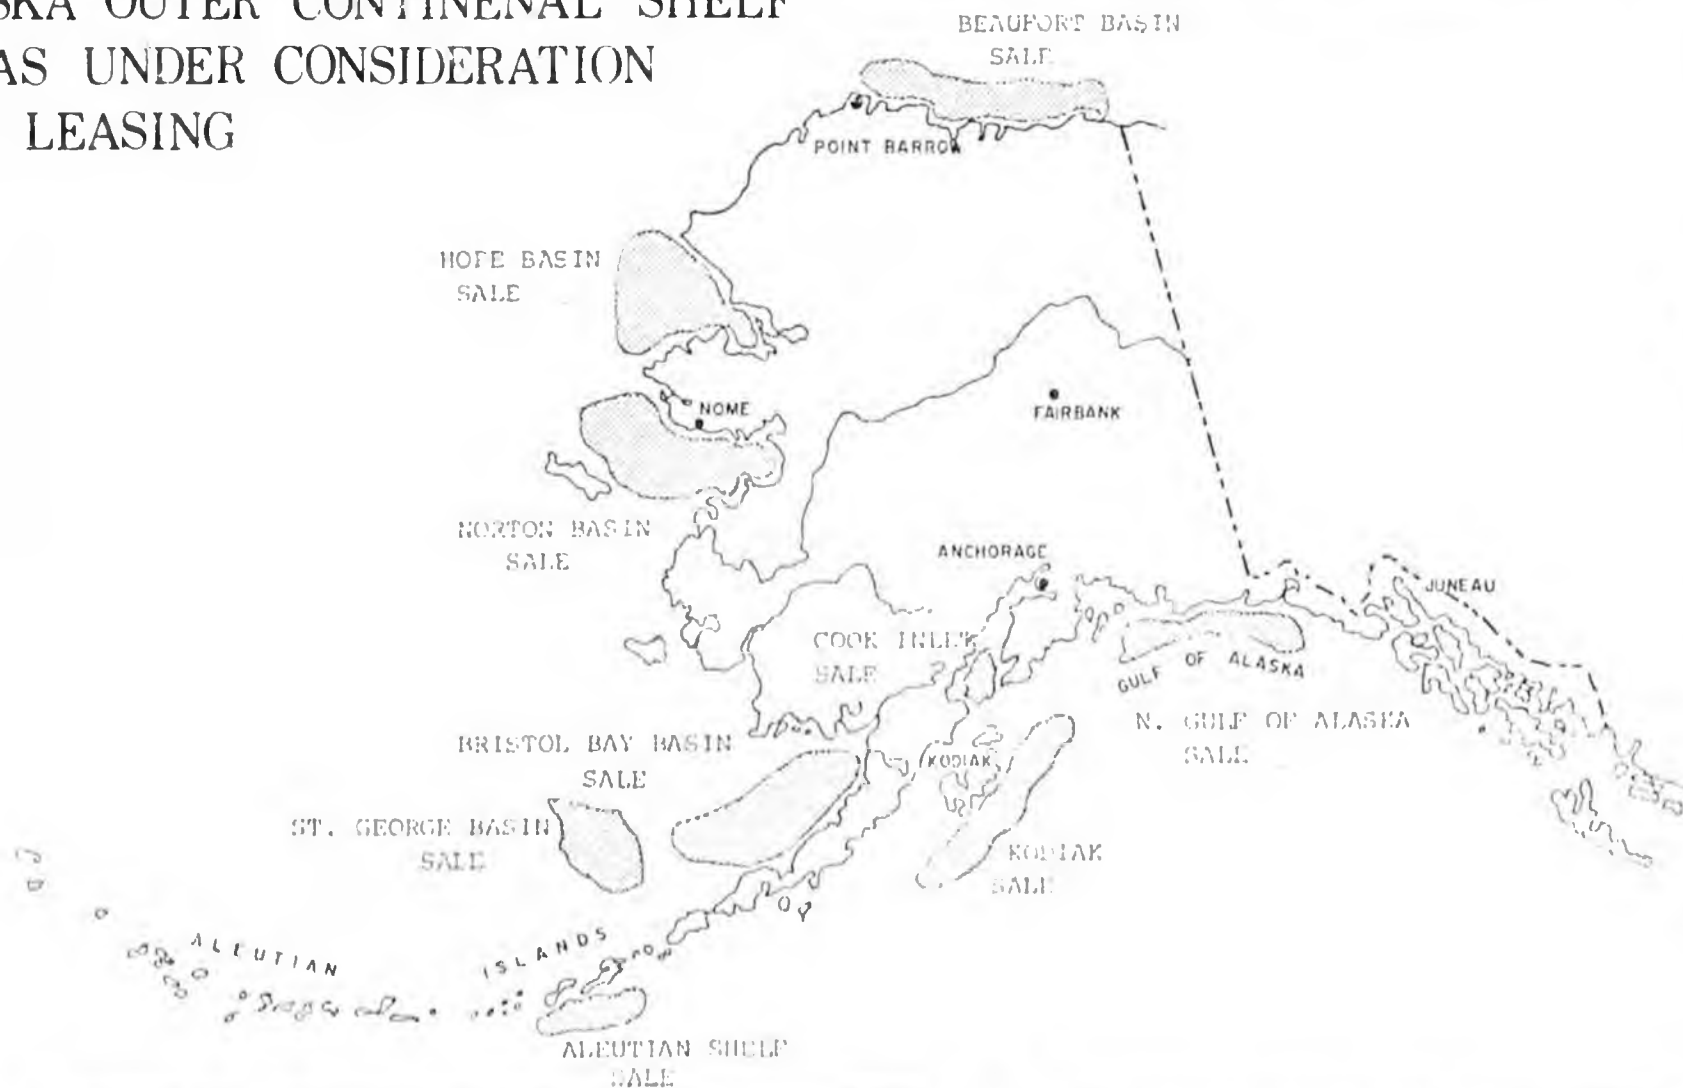 SKA OUTER CONTINENAL SHELF
AS UNDER CONSIDERATION
LEASING
BEAUFORT BASIN
SALE
POINT BARROW
HOPE BASIN
SALE
NOME
FAIRBANK
NORTON BASIN
SALE
ANCHORAGE
JUNEAU
COOK INLET
SALE
GULF OF ALASKA
N. GULF OF ALASKA
SALE
BRISTOL BAY BASIN
SALE
KODIAK
ST. GEORGE BASIN
SALE
KODIAK
SALE
ALEUTIAN ISLANDS
ALEUTIAN SHELF
SALE